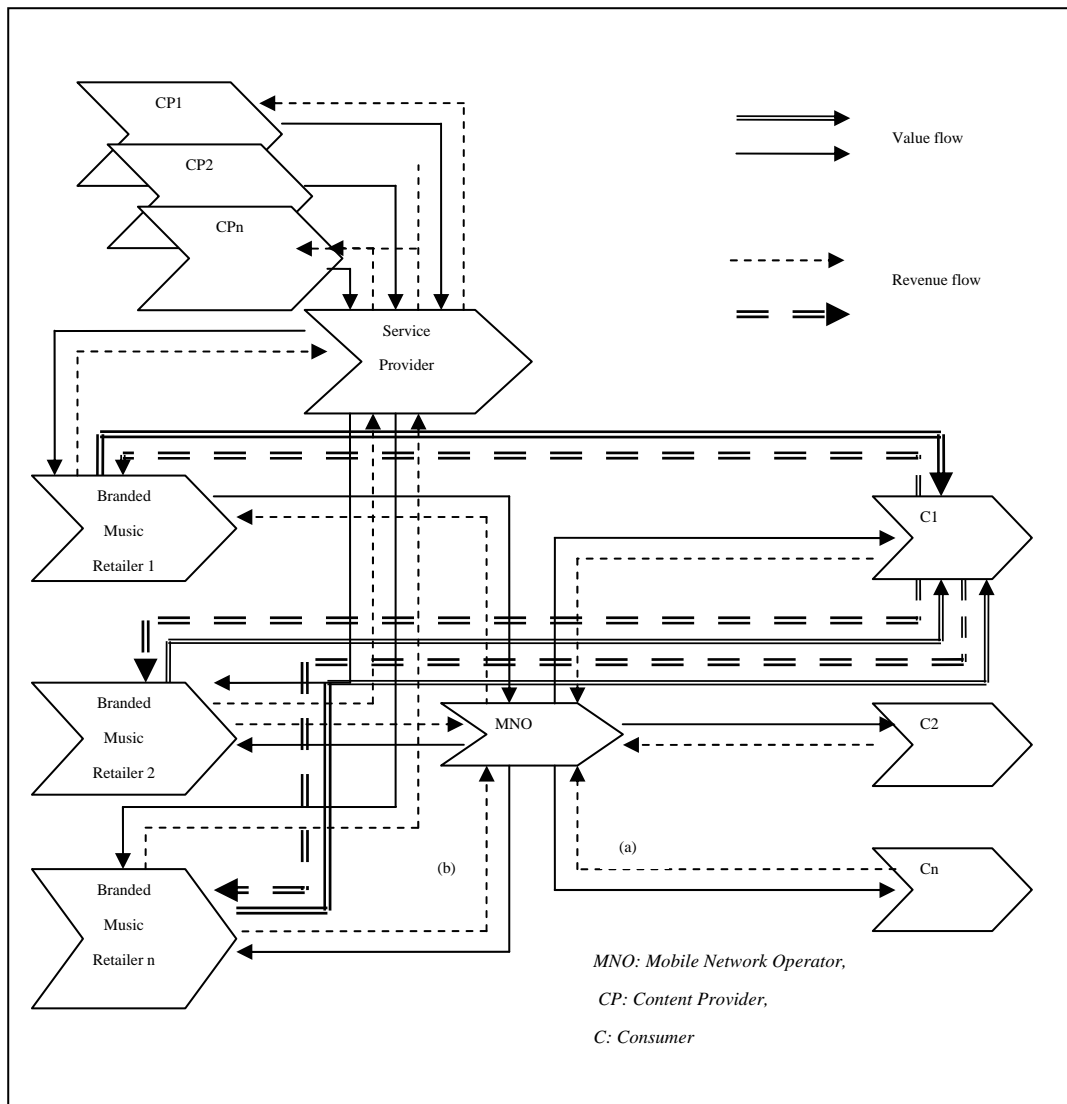 CP1
CP2
CPn
Value flow
Revenue flow
Service
Provider
Branded
Music
Retailer 1
C1
Branded
Music
Retailer 2
MNO
C2
(a)
(b)
Branded
Music
Retailer n
Cn
MNO: Mobile Network Operator,
CP: Content Provider,
C: Consumer